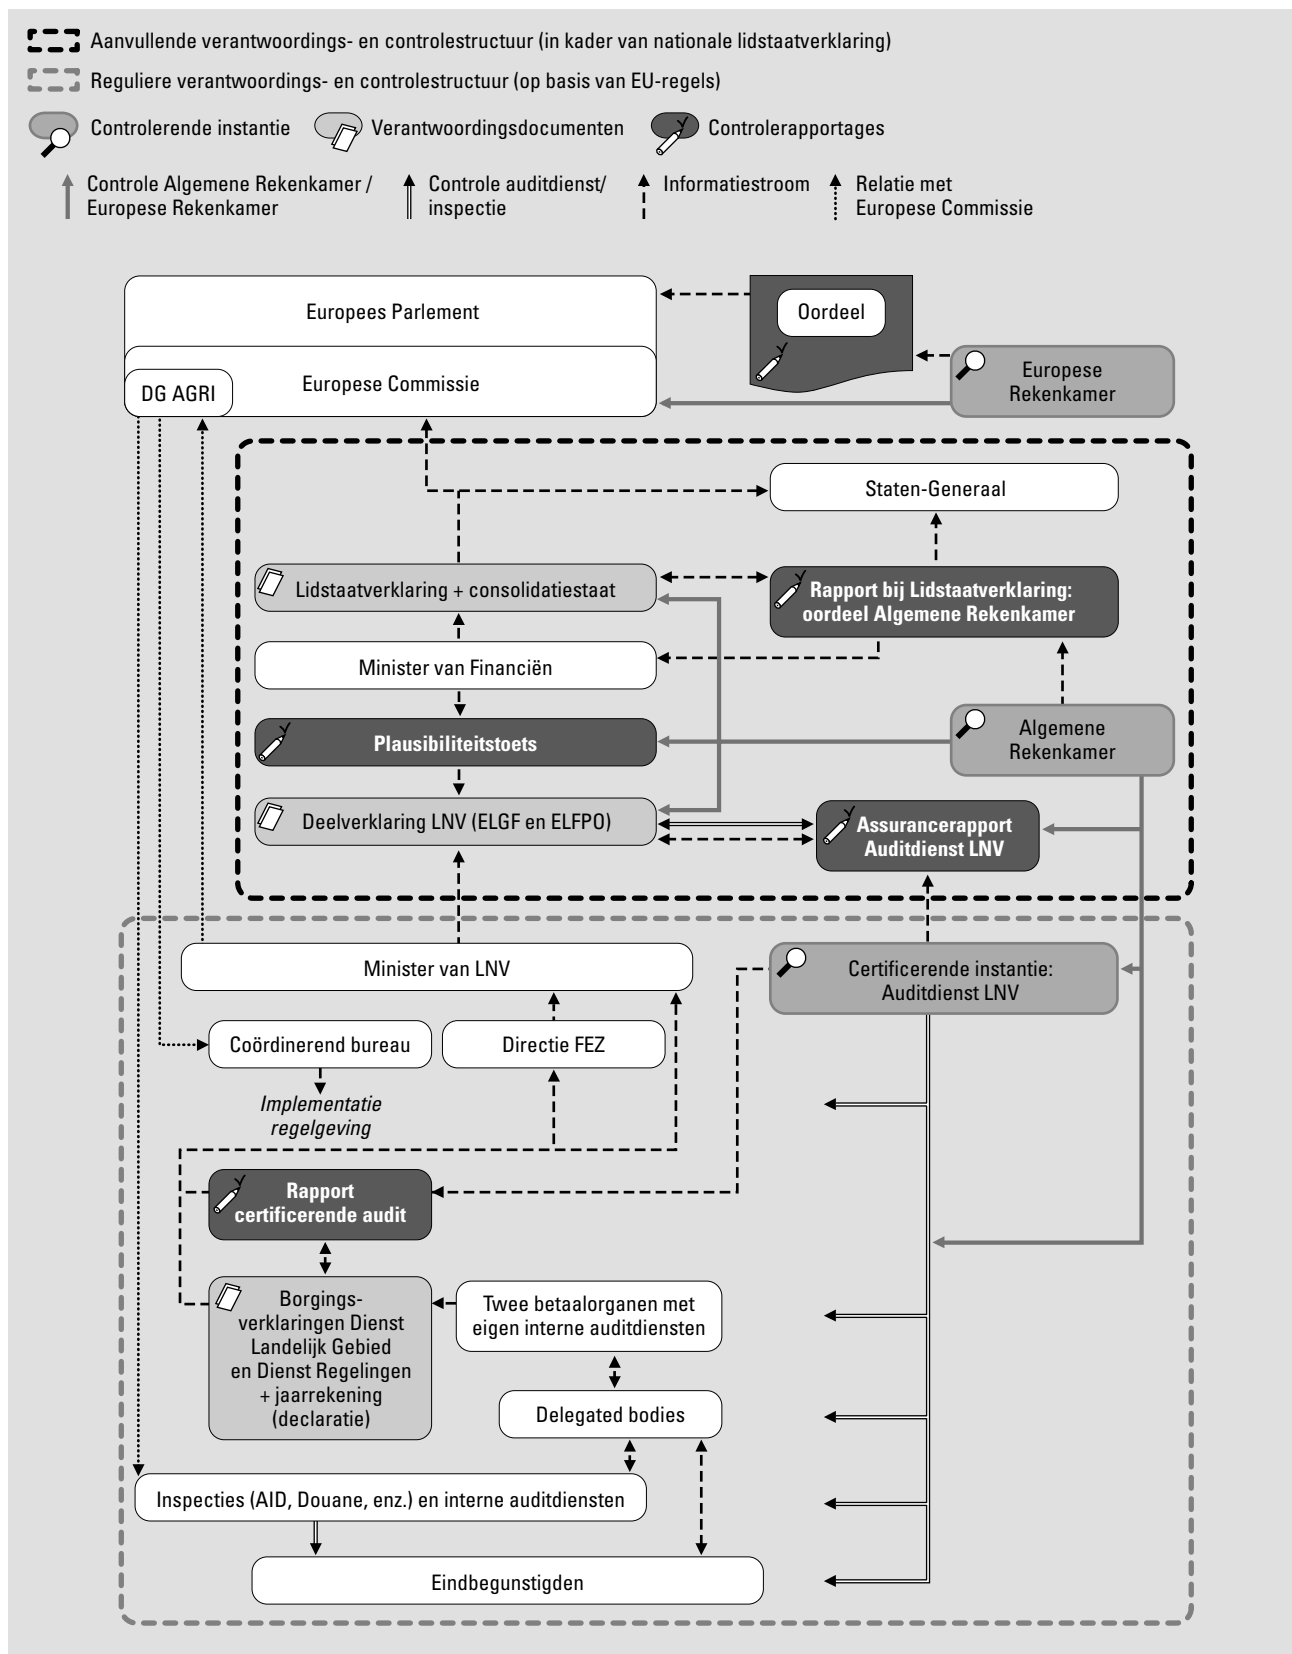 Aanvullende verantwoordings- en controlestructuur (in kader van nationale lidstaatverklaring)
Reguliere verantwoordings- en controlestructuur (op basis van EU-regels)
Controlerende instantie
Verantwoordingsdocumenten
Controlerapportages
Controle Algemene Rekenkamer /
Europese Rekenkamer
Controle auditdienst/
inspectie
Informatiestroom
Relatie met
Europese Commissie
Europees Parlement
Oordeel
Europese Commissie
DG AGRI
Europese
Rekenkamer
Staten-Generaal
Lidstaatverklaring + consolidatiestaat
Rapport bij Lidstaatverklaring:
oordeel Algemene Rekenkamer
Minister van Financiën
Plausibiliteitstoets
Algemene
Rekenkamer
Deelverklaring LNV (ELGF en ELFPO)
Assurancerapport
Auditdienst LNV
Minister van LNV
Certificerende instantie:
Auditdienst LNV
Coördinerend bureau
Directie FEZ
Implementatie
regelgeving
Rapport
certificerende audit
Borgings-
verklaringen Dienst
Landelijk Gebied
en Dienst Regelingen
+ jaarrekening
(declaratie)
Twee betaalorganen met
eigen interne auditdiensten
Delegated bodies
Inspecties (AID, Douane, enz.) en interne auditdiensten
Eindbegunstigden